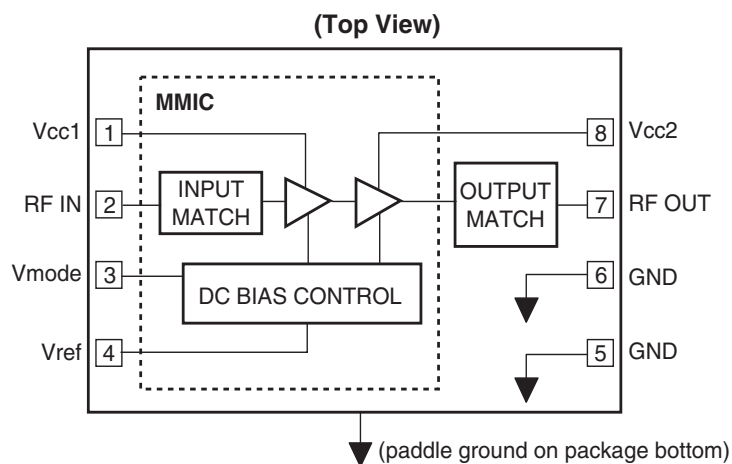 (Top View)
MMIC
Vcc1 1
8 Vcc2
RF IN 2
INPUT
MATCH
OUTPUT
MATCH
7 RF OUT
Vmode 3
DC BIAS CONTROL
6 GND
Vref 4
5 GND
(paddle ground on package bottom)